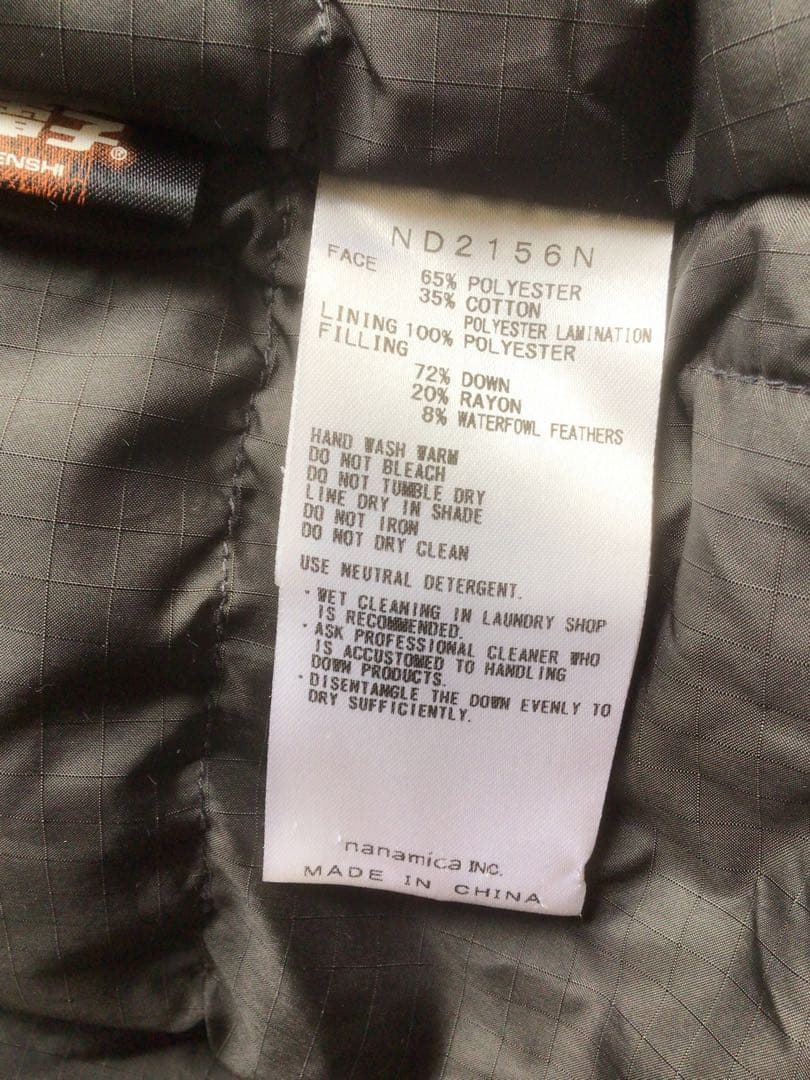 子®
ENSHI
ND2156N
FACE
65% POLYESTER
35% COTTON
POLYESTER LAMINATION
LINING 100% POLYESTER
FILLING
72% DOWN
20% RAYON
8% WATERFOWL FEATHERS
HAND WASH WARM
DO NOT BLEACH
DO NOT TUMBLE DRY
LINE DRY IN SHADE
DO NOT IRON
DO NOT DRY CLEAN
USE NEUTRAL DETERGENT.
・WET CLEANING IN LAUNDRY SHOP
IS RECOMMENDED.
・ASK PROFESSIONAL CLEANER WHO
IS ACCUSTOMED TO HANDLING
DOWN PRODUCTS.
・DISENTANGLE THE DOWN EVENLY TO
DRY SUFFICIENTLY.
nanamica INC.
MADE IN CHINA